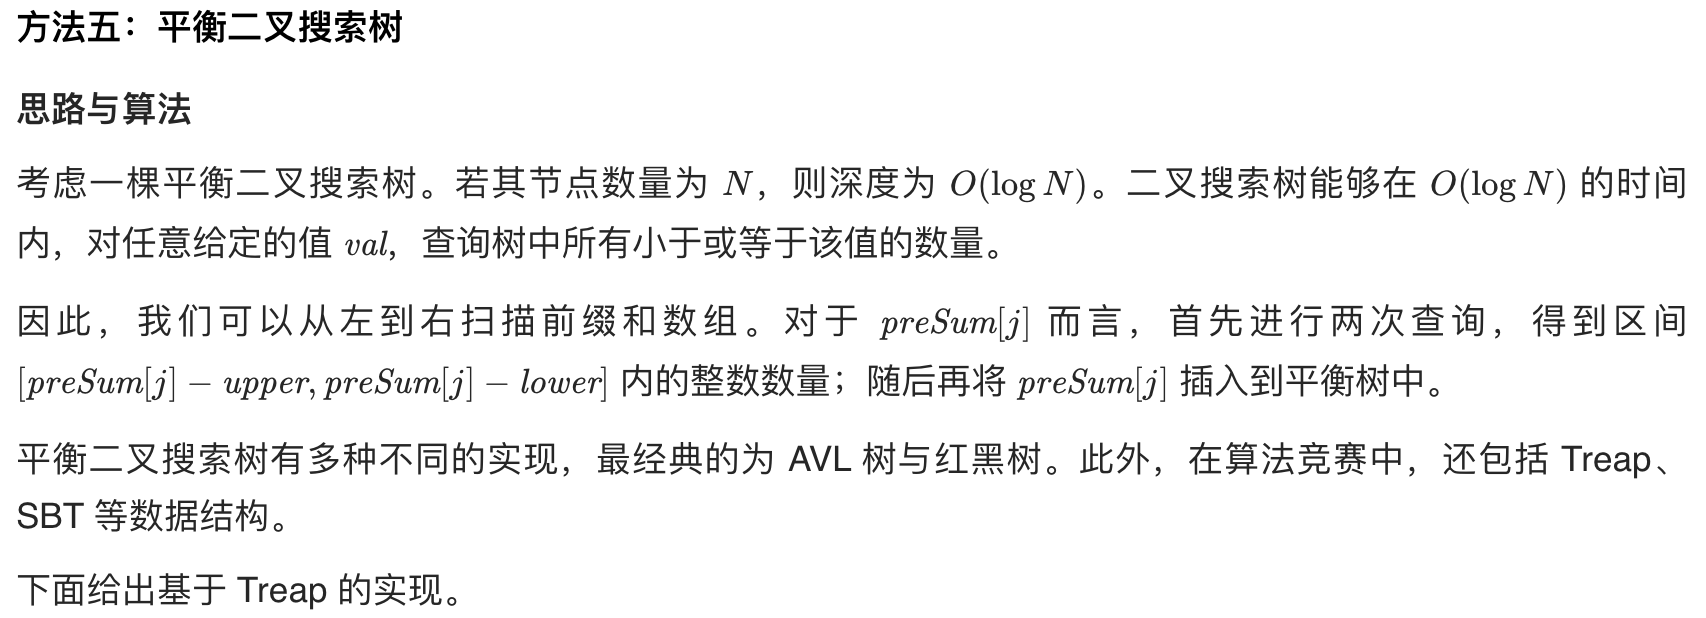 方法五：平衡二叉搜索树
思路与算法
考虑一棵平衡二叉搜索树。若其节点数量为 N，则深度为 O(log N)。二叉搜索树能够在 O(log N) 的时间
内，对任意给定的值 val，查询树中所有小于或等于该值的数量。
因此，我们可以从左到右扫描前缀和数组。对于 preSum[j] 而言，首先进行两次查询，得到区间
[preSum[j] − upper, preSum[j] − lower] 内的整数数量；随后再将 preSum[j] 插入到平衡树中。
平衡二叉搜索树有多种不同的实现，最经典的为 AVL 树与红黑树。此外，在算法竞赛中，还包括 Treap、
SBT 等数据结构。
下面给出基于 Treap 的实现。